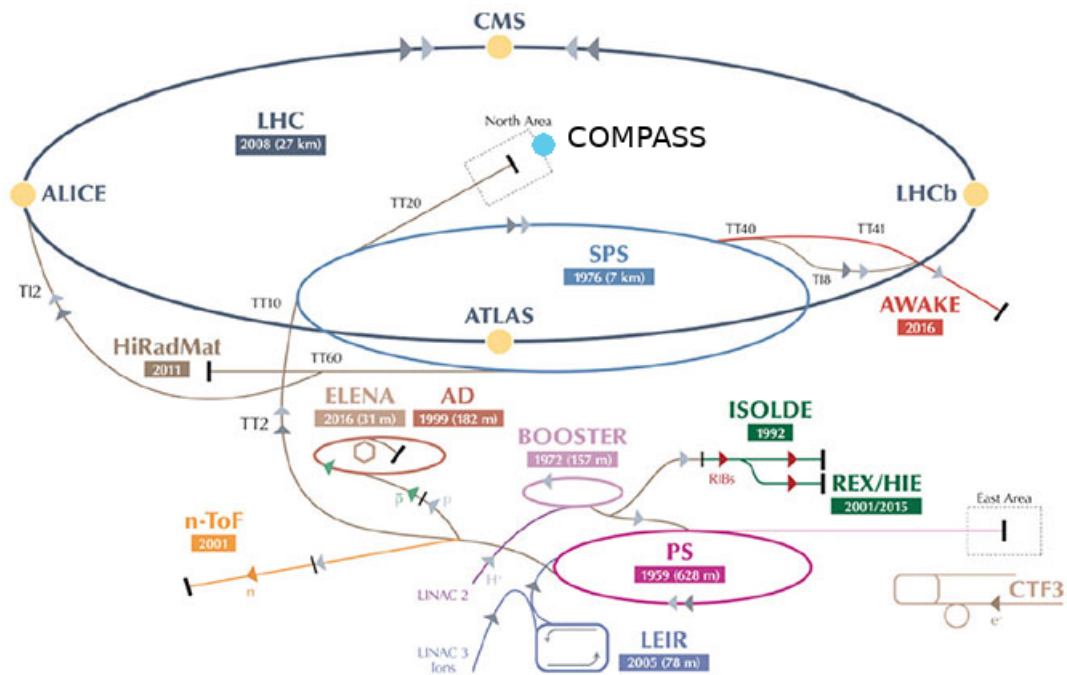 CMS
LHC
2008 (27 km)
North Area
COMPASS
ALICE
LHCb
TT20
TT40
TT41
SPS
1976 (7 km)
TI2
TT10
TI8
ATLAS
AWAKE
2016
HiRadMat
2011
TT60
ELENA
2016 (31 m)
AD
1999 (182 m)
TT2
BOOSTER
1972 (157 m)
ISOLDE
1992
RIBs
REX/HIE
2001/2015
p̄
p
East Area
n-ToF
2001
PS
1959 (628 m)
n
H⁺
LINAC 2
CTF3
e⁻
LEIR
2005 (78 m)
LINAC 3
Ions